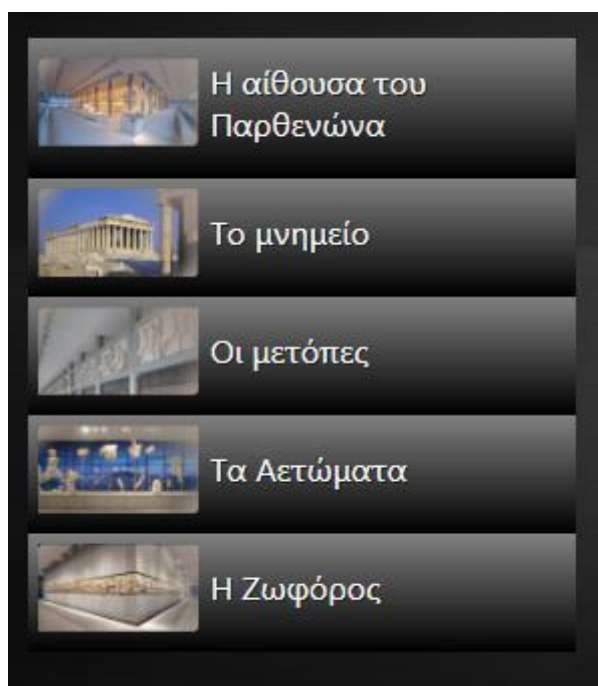 Η αίθουσα του
Παρθενώνα
Το μνημείο
Οι μετόπες
Τα Αετώματα
Η Ζωφόρος